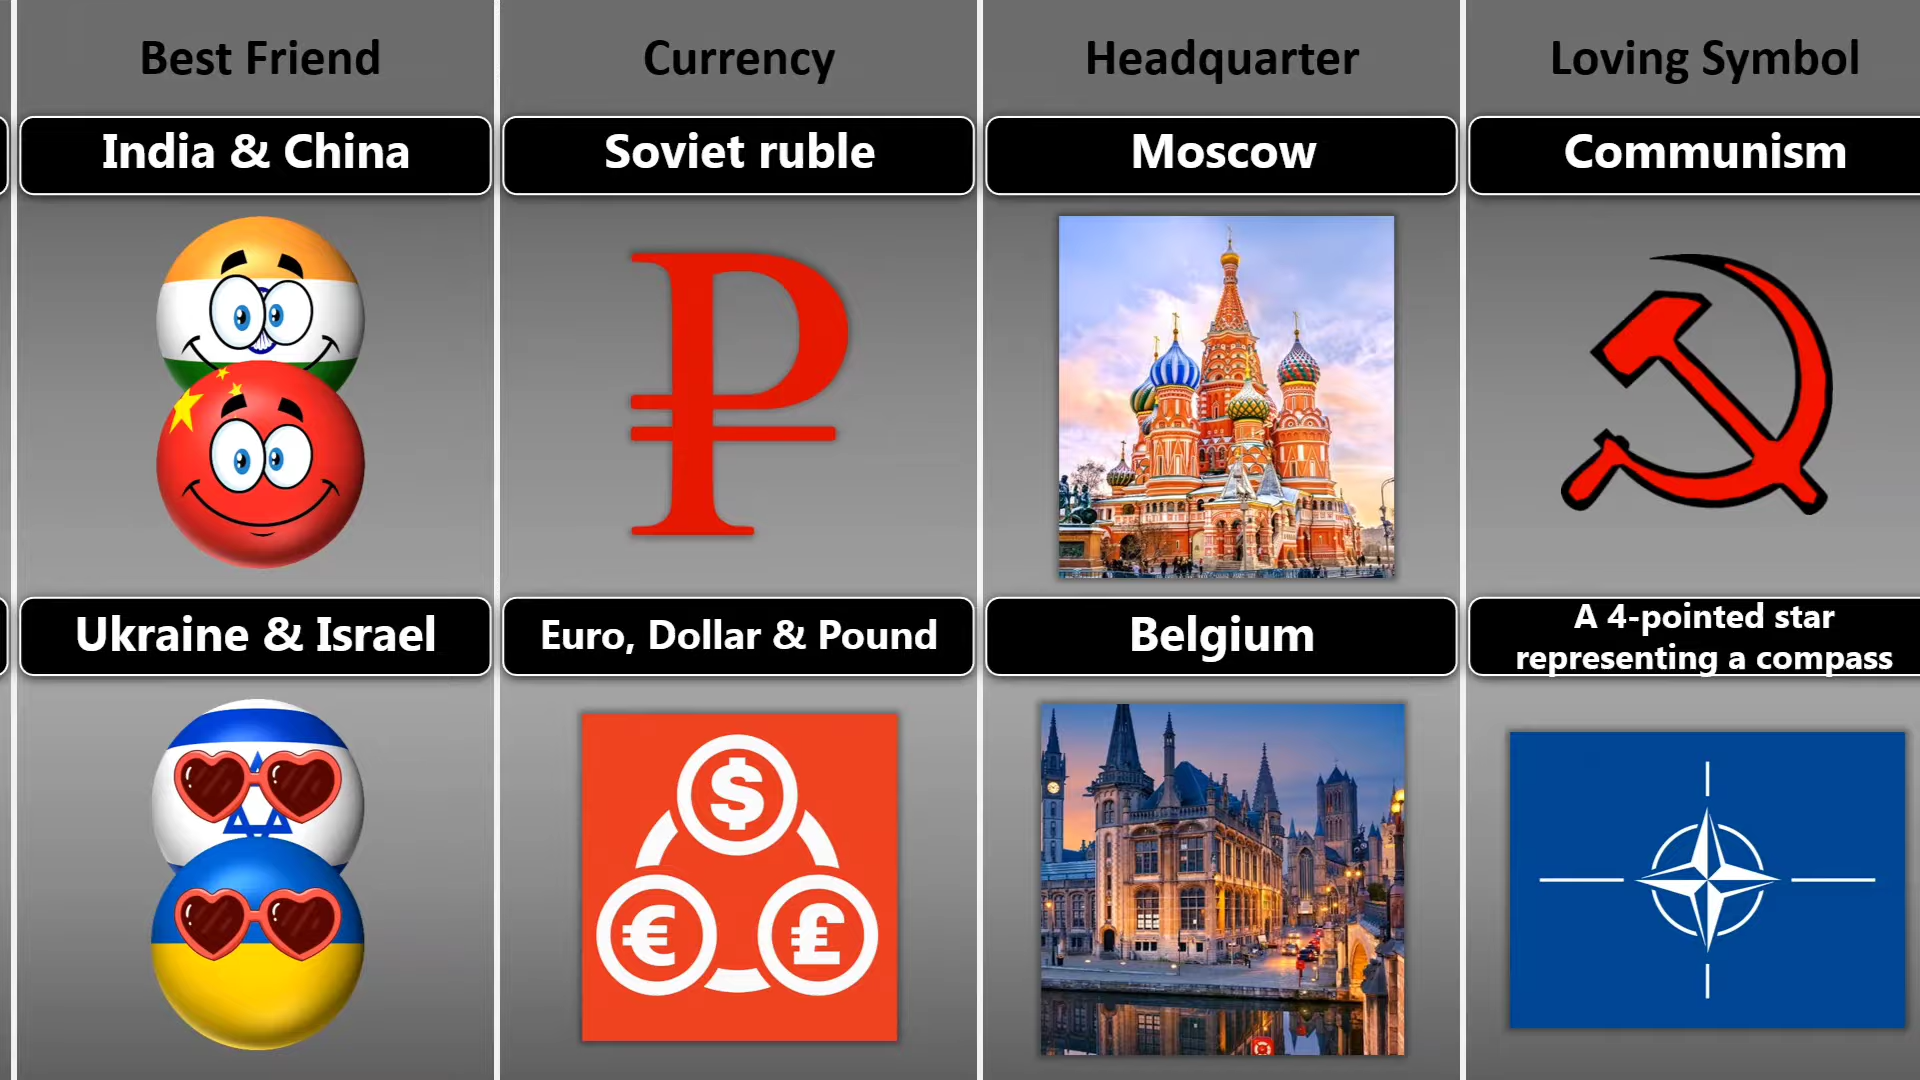 Best Friend
Currency
Headquarter
Loving Symbol
India & China
Soviet ruble
Moscow
Communism
₽
Ukraine & Israel
Euro, Dollar & Pound
Belgium
A 4-pointed star
representing a compass
$
€ £